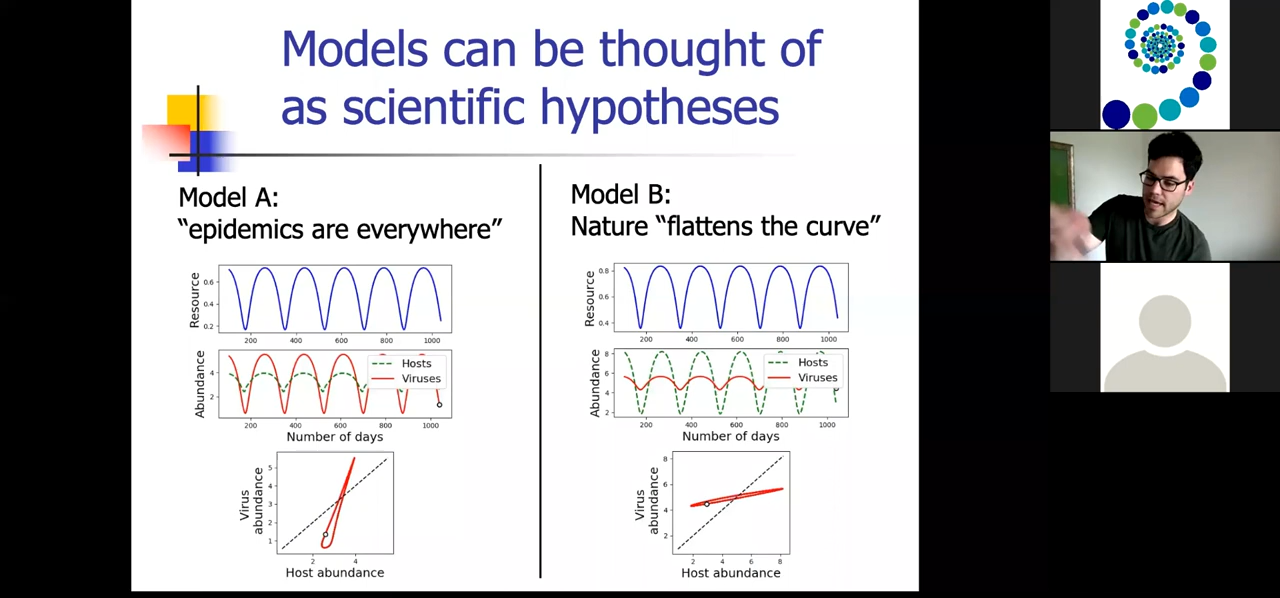 Models can be thought of
as scientific hypotheses
Model A:
“epidemics are everywhere”
Resource
0.6
0.4
0.2
200 400 600 800 1000
Abundance
4
2
Hosts
Viruses
200 400 600 800 1000
Number of days
Virus
abundance
5
4
3
2
1
2 4
Host abundance
Model B:
Nature “flattens the curve”
Resource
0.8
0.6
0.4
200 400 600 800 1000
Abundance
8
6
4
2
Hosts
Viruses
200 400 600 800 1000
Number of days
Virus
abundance
8
6
4
2
2 4 6 8
Host abundance